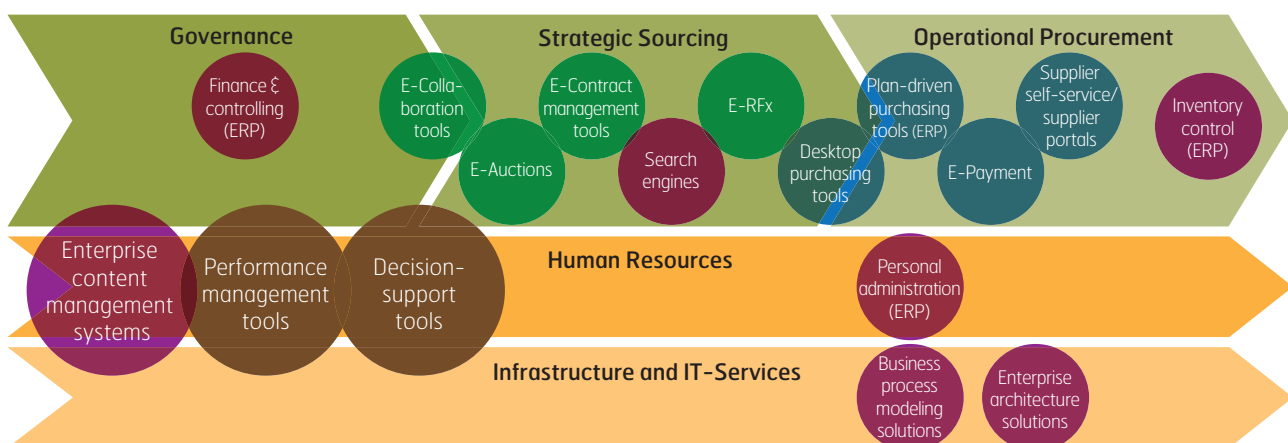 Governance
Strategic Sourcing
Operational Procurement
Finance &
controlling
(ERP)
E-Colla-
boration
tools
E-Auctions
E-Contract
management
tools
Search
engines
E-RFx
Desktop
purchasing
tools
Plan-driven
purchasing
tools (ERP)
E-Payment
Supplier
self-service/
supplier
portals
Inventory
control
(ERP)
Enterprise
content
management
systems
Performance
management
tools
Decision-
support
tools
Human Resources
Personal
administration
(ERP)
Infrastructure and IT-Services
Business
process
modeling
solutions
Enterprise
architecture
solutions